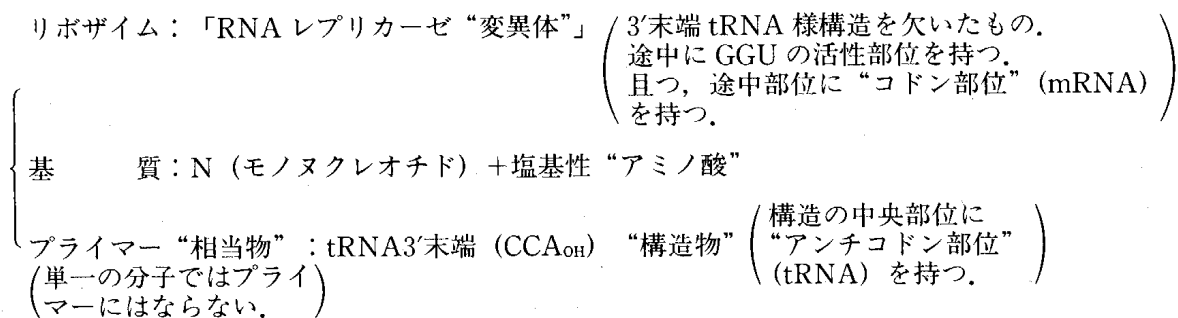 リボザイム：「RNA レプリカーゼ“変異体”」（3′末端 tRNA 様構造を欠いたもの．
途中に GGU の活性部位を持つ．
且つ，途中部位に“コドン部位”（mRNA）
を持つ．）
基　　　質：N（モノヌクレオチド）＋塩基性“アミノ酸”
プライマー“相当物”：tRNA3′末端（CCAOH）　“構造物”（構造の中央部位に
“アンチコドン部位”
（tRNA）を持つ．）
（単一の分子ではプライ
マーにはならない．）